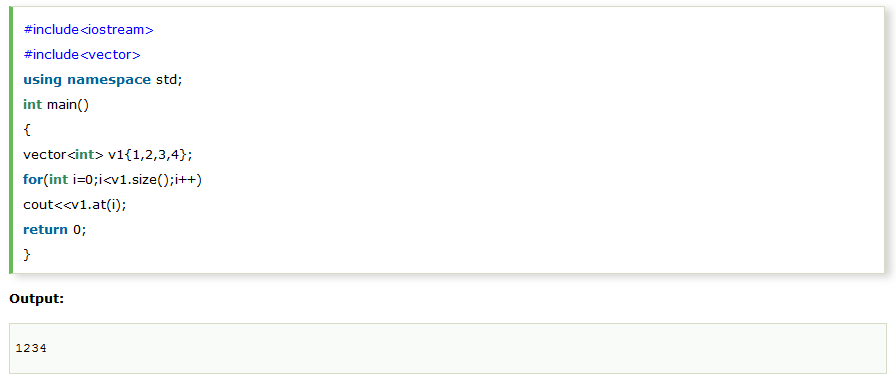 #include<iostream>
#include<vector>
using namespace std;
int main()
{
vector<int> v1{1,2,3,4};
for(int i=0;i<v1.size();i++)
cout<<v1.at(i);
return 0;
}
Output:
1234